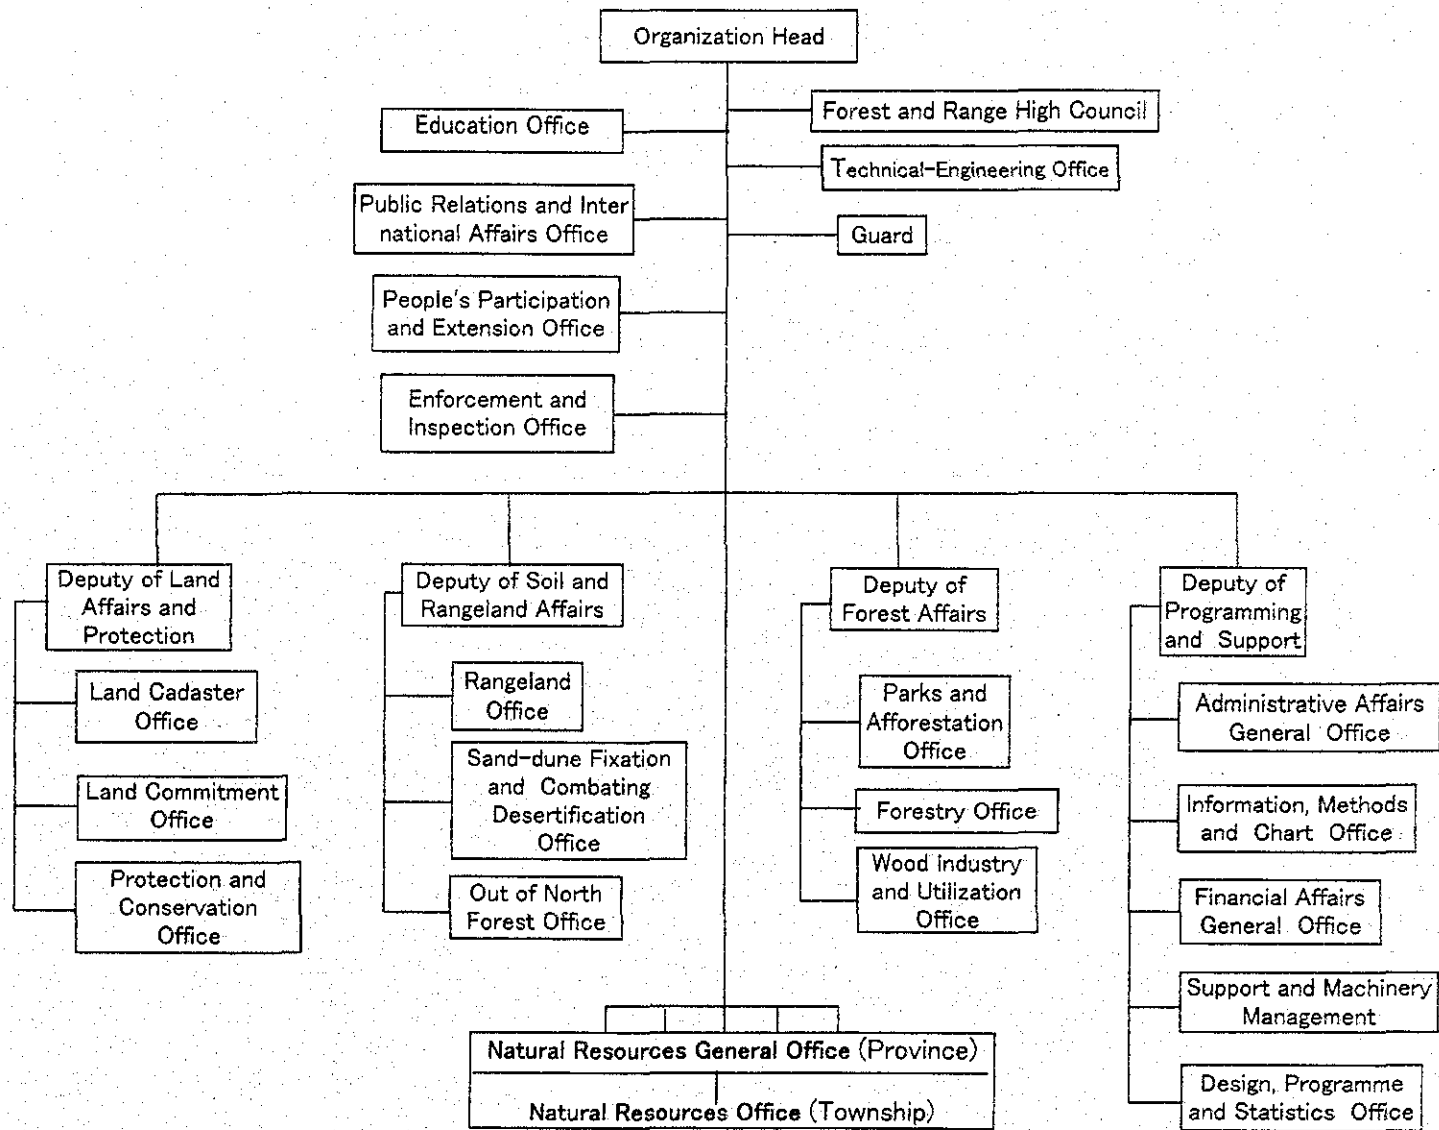 Organization Head
Education Office
Forest and Range High Council
Technical-Engineering Office
Public Relations and Inter
national Affairs Office
Guard
People's Participation
and Extension Office
Enforcement and
Inspection Office
Deputy of Land
Affairs and
Protection
Land Cadaster
Office
Land Commitment
Office
Protection and
Conservation
Office
Deputy of Soil and
Rangeland Affairs
Rangeland
Office
Sand-dune Fixation
and Combating
Desertification
Office
Out of North
Forest Office
Deputy of
Forest Affairs
Parks and
Afforestation
Office
Forestry Office
Wood industry
and Utilization
Office
Deputy of
Programming
and Support
Administrative Affairs
General Office
Information, Methods
and Chart Office
Financial Affairs
General Office
Support and Machinery
Management
Design, Programme
and Statistics Office
Natural Resources General Office (Province)
Natural Resources Office (Township)